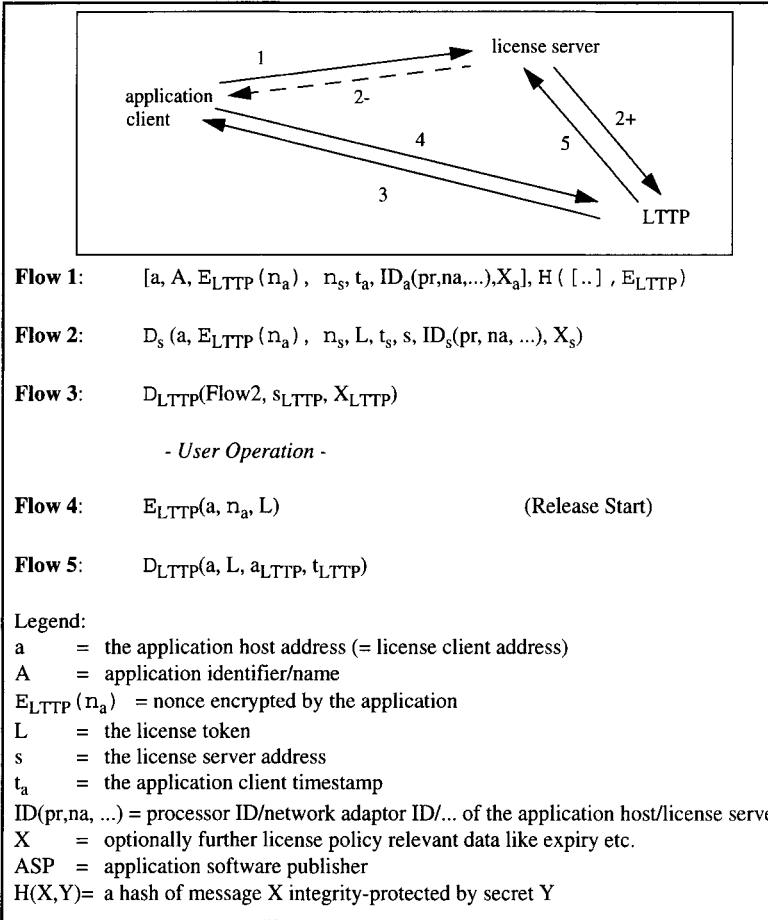 1
license server
application
client
2-
2+
4
5
3
LTTP
Flow 1: [a, A, E_LTTP(n_a), n_s, t_a, ID_a(pr,na,...),X_a], H([..], E_LTTP)
Flow 2: D_s(a, E_LTTP(n_a), n_s, L, t_s, s, ID_s(pr, na, ...), X_s)
Flow 3: D_LTTP(Flow2, s_LTTP, X_LTTP)
- User Operation -
Flow 4: E_LTTP(a, n_a, L) (Release Start)
Flow 5: D_LTTP(a, L, a_LTTP, t_LTTP)
Legend:
a = the application host address (= license client address)
A = application identifier/name
E_LTTP(n_a) = nonce encrypted by the application
L = the license token
s = the license server address
t_a = the application client timestamp
ID(pr,na, ...) = processor ID/network adaptor ID/... of the application host/license serve
X = optionally further license policy relevant data like expiry etc.
ASP = application software publisher
H(X,Y)= a hash of message X integrity-protected by secret Y